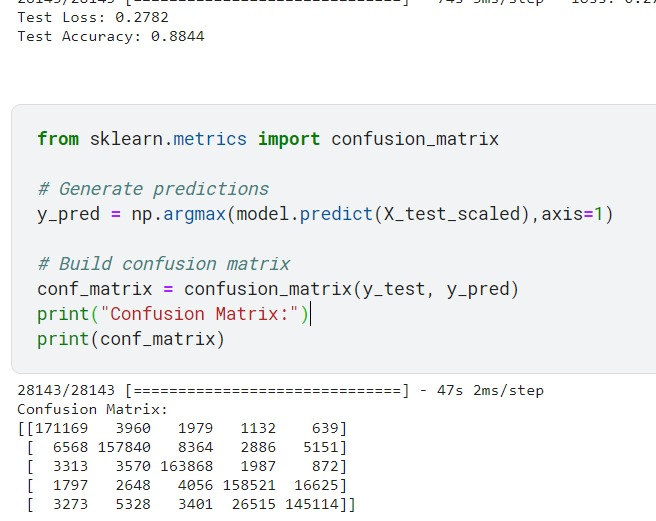 Test Loss: 0.2782
Test Accuracy: 0.8844
from sklearn.metrics import confusion_matrix
# Generate predictions
y_pred = np.argmax(model.predict(X_test_scaled),axis=1)
# Build confusion matrix
conf_matrix = confusion_matrix(y_test, y_pred)
print("Confusion Matrix:")
print(conf_matrix)
28143/28143 [==============================] - 47s 2ms/step
Confusion Matrix:
[[171169   3960   1979   1132    639]
 [  6568 157840   8364   2886   5151]
 [  3313   3570 163868   1987    872]
 [  1797   2648   4056 158521  16625]
 [  3273   5328   3401  26515 145114]]